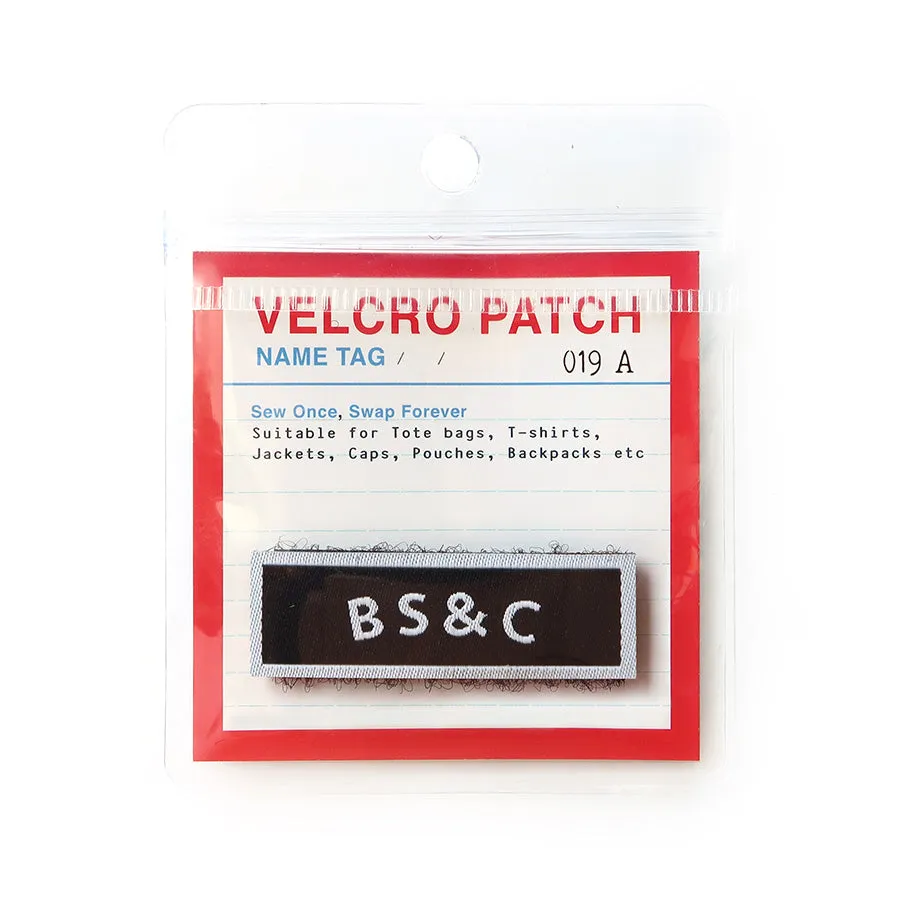 VELCRO PATCH
NAME TAG / / 019 A
Sew Once, Swap Forever
Suitable for Tote bags, T-shirts,
Jackets, Caps, Pouches, Backpacks etc
BS&C